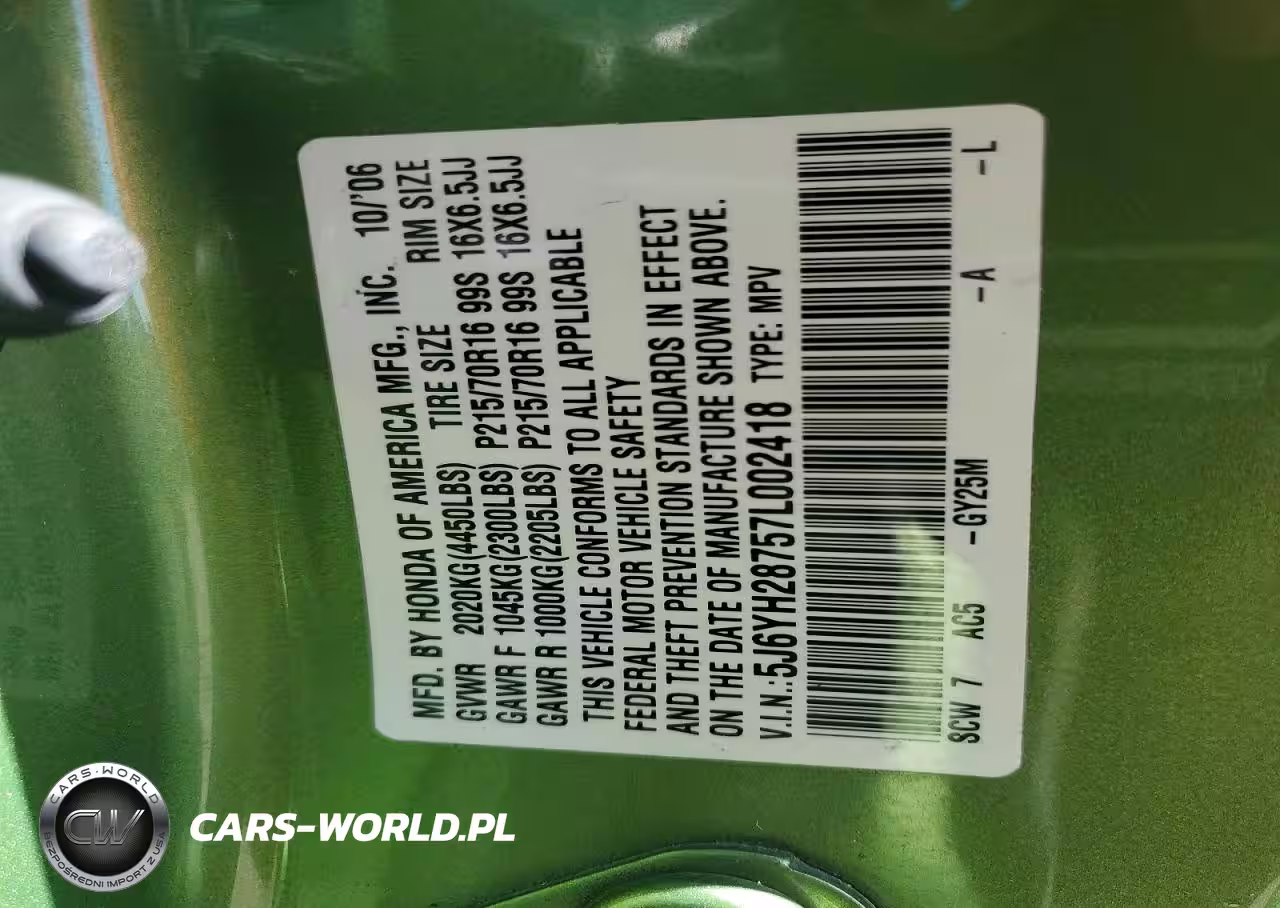 MFD. BY HONDA OF AMERICA MFG., INC. 10/'06
GVWR 2020KG(4450LBS) TIRE SIZE RIM SIZE
GAWR F 1045KG(2300LBS) P215/70R16 99S 16X6.5JJ
GAWR R 1000KG(2205LBS) P215/70R16 99S 16X6.5JJ
THIS VEHICLE CONFORMS TO ALL APPLICABLE
FEDERAL MOTOR VEHICLE SAFETY
AND THEFT PREVENTION STANDARDS IN EFFECT
ON THE DATE OF MANUFACTURE SHOWN ABOVE.
V.I.N.:5J6YH28757L002418 TYPE: MPV
SCW 7 AC5 -GY25M -A -L
CARS-WORLD
CW
BEZPOŚREDNI IMPORT Z USA
CARS-WORLD.PL